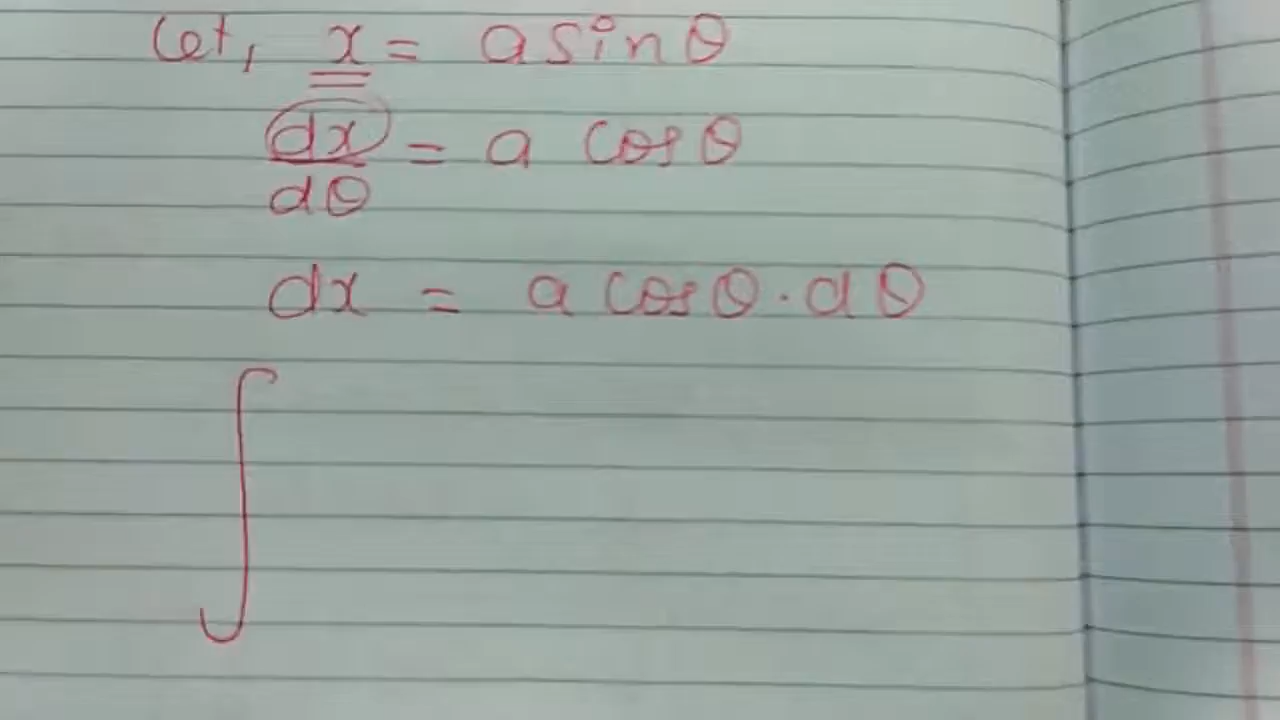 Let, x = a sinθ
dx/dθ = a cosθ
dx = a cosθ · dθ
∫